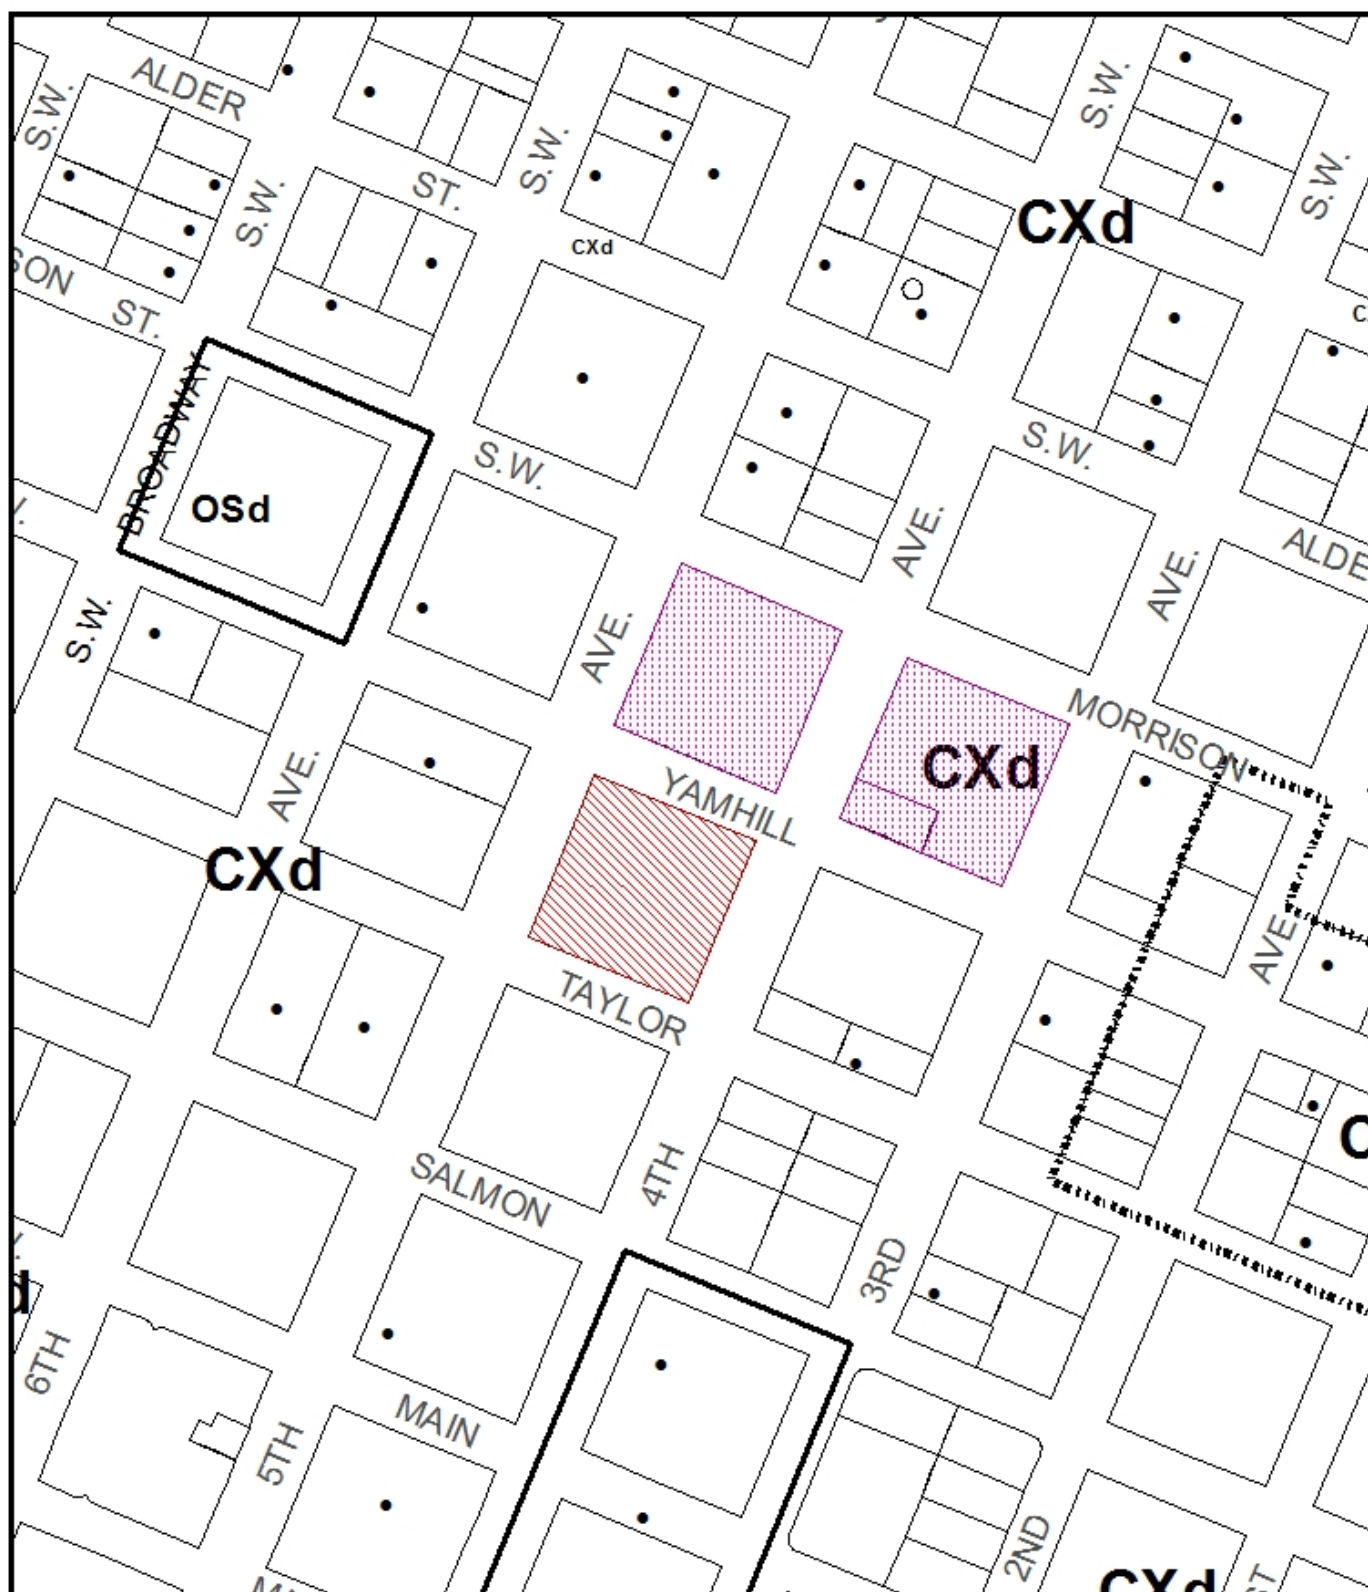 ALDER
S.W.
S.W.
ST.
S.W.
S.W.
S.W.
CXd
CXd
SON
ST.
BROADWAY
OSd
S.W.
S.W.
AVE.
AVE.
ALDE
S.W.
AVE.
MORRISON
CXd
YAMHILL
AVE.
CXd
AVE.
TAYLOR
SALMON
4TH
3RD
6TH
MAIN
5TH
2ND
CXd